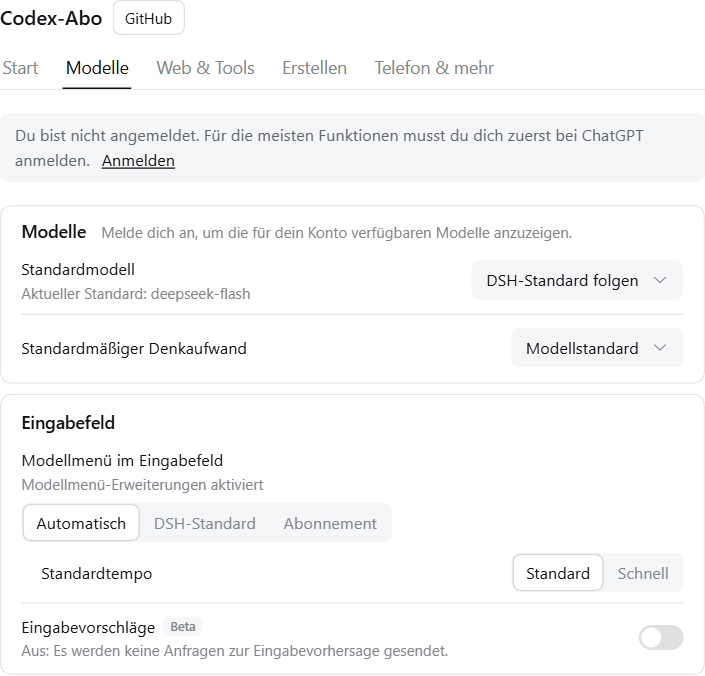 Codex-Abo GitHub
Start Modelle Web & Tools Erstellen Telefon & mehr
Du bist nicht angemeldet. Für die meisten Funktionen musst du dich zuerst bei ChatGPT
anmelden. Anmelden
Modelle Melde dich an, um die für dein Konto verfügbaren Modelle anzuzeigen.
Standardmodell
Aktueller Standard: deepseek-flash
DSH-Standard folgen
Standardmäßiger Denkaufwand
Modellstandard
Eingabefeld
Modellmenü im Eingabefeld
Modellmenü-Erweiterungen aktiviert
Automatisch DSH-Standard Abonnement
Standardtempo Standard Schnell
Eingabevorschläge Beta
Aus: Es werden keine Anfragen zur Eingabevorhersage gesendet.